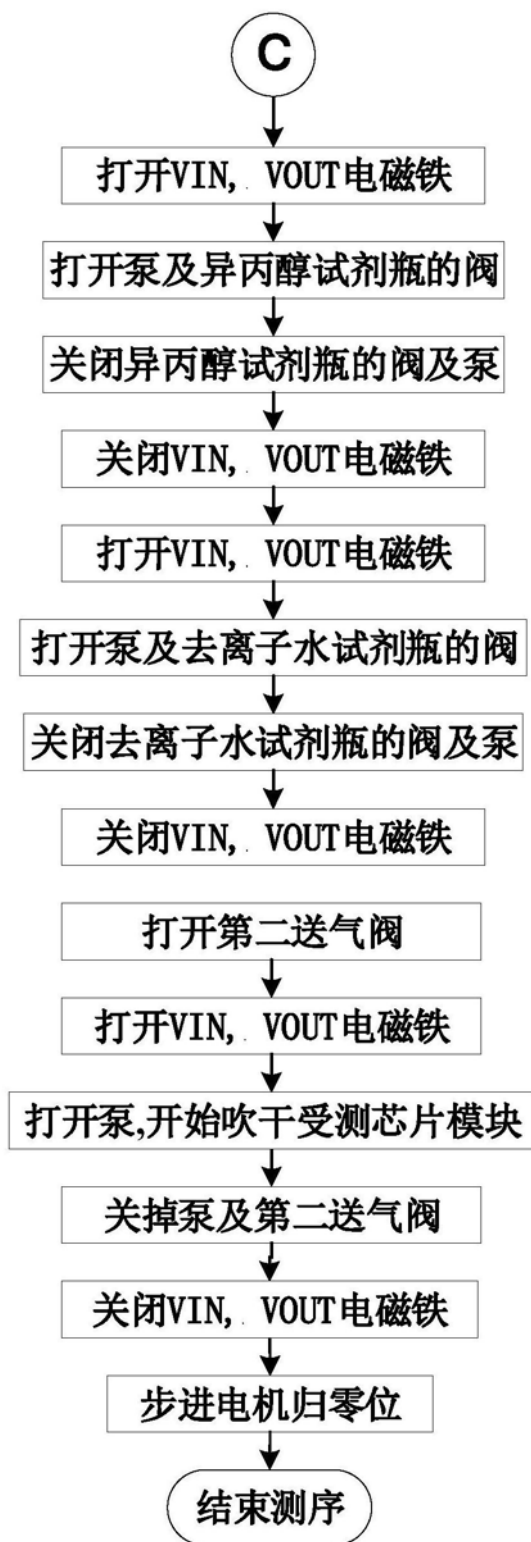 C
打开VIN, VOUT电磁铁
打开泵及异丙醇试剂瓶的阀
关闭异丙醇试剂瓶的阀及泵
关闭VIN, VOUT电磁铁
打开VIN, VOUT电磁铁
打开泵及去离子水试剂瓶的阀
关闭去离子水试剂瓶的阀及泵
关闭VIN, VOUT电磁铁
打开第二送气阀
打开VIN, VOUT电磁铁
打开泵,开始吹干受测芯片模块
关掉泵及第二送气阀
关闭VIN, VOUT电磁铁
步进电机归零位
结束测序